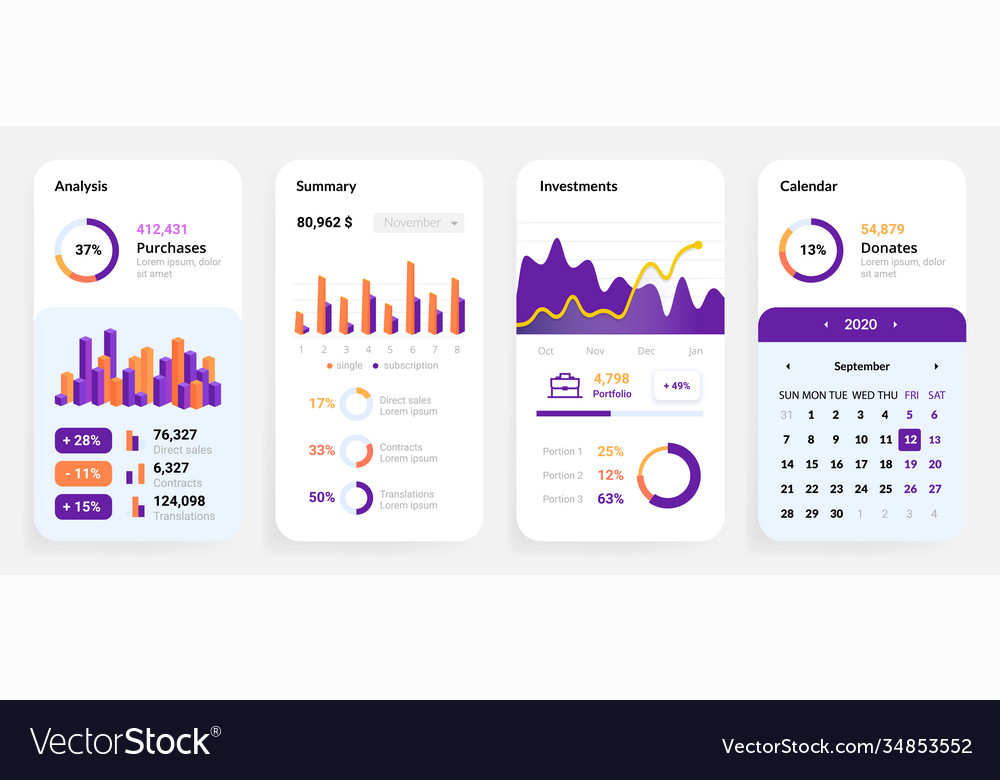 Analysis
37%
412,431
Purchases
Lorem ipsum, dolor
sit amet
+ 28%
76,327
Direct sales
- 11%
6,327
Contracts
+ 15%
124,098
Translations
Summary
80,962 $
November
1 2 3 4 5 6 7 8
single subscription
17%
Direct sales
Lorem ipsum
33%
Contracts
Lorem ipsum
50%
Translations
Lorem ipsum
Investments
Oct Nov Dec Jan
4,798
Portfolio
+ 49%
Portion 1 25%
Portion 2 12%
Portion 3 63%
Calendar
13%
54,879
Donates
Lorem ipsum, dolor
sit amet
2020
September
SUN MON TUE WED THU FRI SAT
31 1 2 3 4 5 6
7 8 9 10 11 12 13
14 15 16 17 18 19 20
21 22 23 24 25 26 27
28 29 30 1 2 3 4
VectorStock®
VectorStock.com/34853552